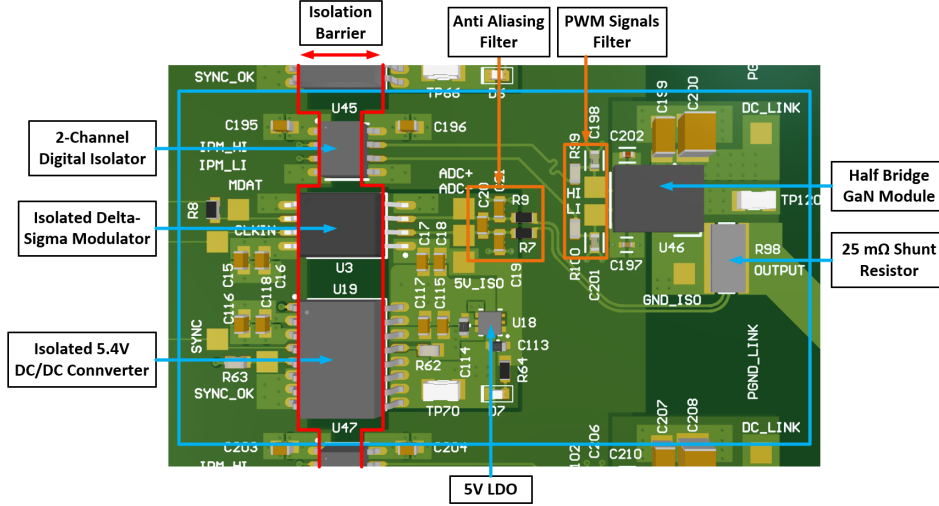 Isolation
Barrier
Anti Aliasing
Filter
PWM Signals
Filter
2-Channel
Digital Isolator
Isolated Delta-
Sigma Modulator
Isolated 5.4V
DC/DC Connverter
Half Bridge
GaN Module
25 mΩ Shunt
Resistor
5V LDO
SYNC_OK
TP66
D6
U45
C195
C196
IPM_HI
IPM_LI
MDAT
R8
CLKIN
U3
ADC+
ADC-
C20
R9
R7
C19
C17
C18
C15
C16
C116
C118
U19
C117
C115
5V_ISO
U18
C113
C114
R64
R62
SYNC
R63
SYNC_OK
TP70
D7
U47
C203
C204
IPM_HI
R99
C198
HI
LI
R100
C201
C202
C199
C200
DC_LINK
TP120
U46
C197
R98
OUTPUT
GND_ISO
PGND_LINK
DC_LINK
C207
C208
C206
C210